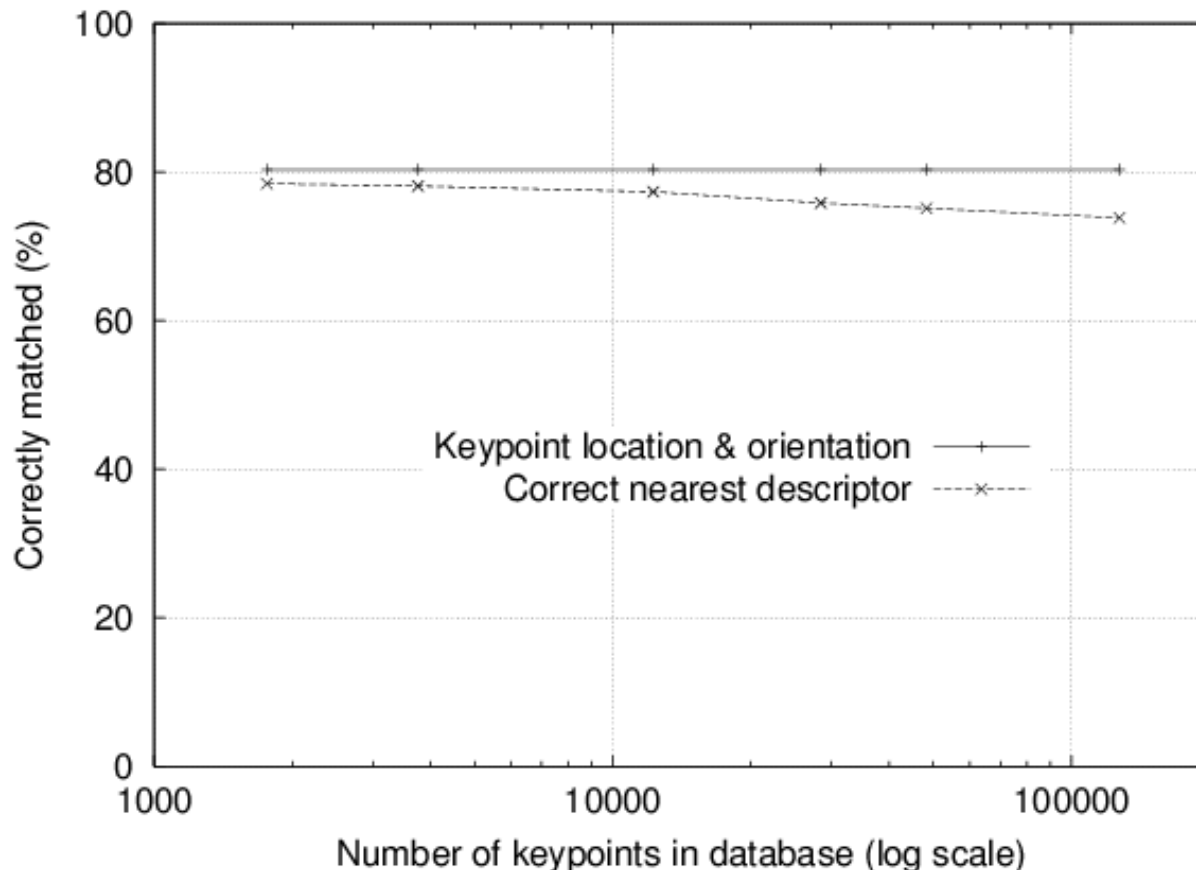 100
80
60
40
20
0
Correctly matched (%)
Keypoint location & orientation
Correct nearest descriptor
1000 10000 100000
Number of keypoints in database (log scale)